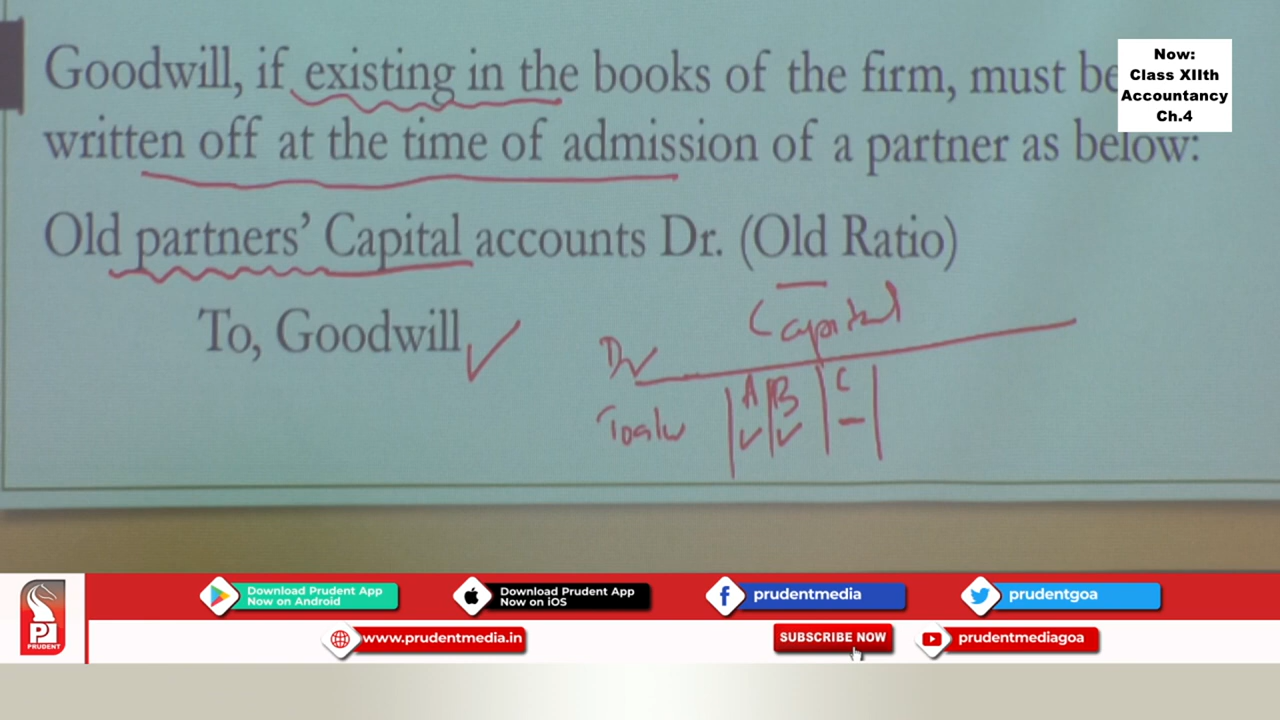 Goodwill, if existing in the books of the firm, must be
written off at the time of admission of a partner as below:
Old partners' Capital accounts Dr. (Old Ratio)
To, Goodwill
Capital
Dr
A B C
Now:
Class XIIth
Accountancy
Ch.4
Download Prudent App
Now on Android
Download Prudent App
Now on iOS
prudentmedia
prudentgoa
PRUDENT
www.prudentmedia.in
SUBSCRIBE NOW
prudentmediagoa